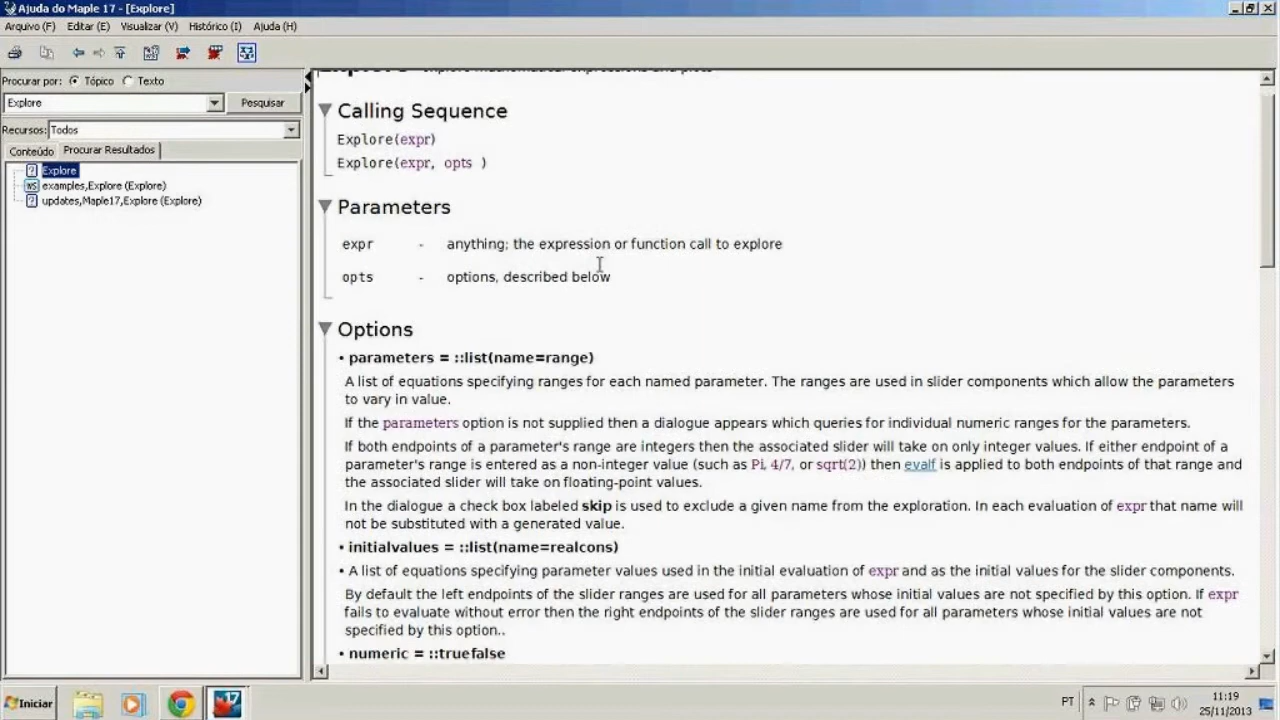 Ajuda do Maple 17 - [Explore]
Arquivo (F) Editar (E) Visualizar (V) Histórico (I) Ajuda (H)
Procurar por: Tópico Texto
Explore Pesquisar
Recursos: Todos
Conteúdo Procurar Resultados
Explore
examples,Explore (Explore)
updates,Maple17,Explore (Explore)
Calling Sequence
Explore(expr)
Explore(expr, opts )
Parameters
expr - anything; the expression or function call to explore
opts - options, described below
Options
• parameters = ::list(name=range)
A list of equations specifying ranges for each named parameter. The ranges are used in slider components which allow the parameters
to vary in value.
If the parameters option is not supplied then a dialogue appears which queries for individual numeric ranges for the parameters.
If both endpoints of a parameter's range are integers then the associated slider will take on only integer values. If either endpoint of a
parameter's range is entered as a non-integer value (such as Pi, 4/7, or sqrt(2)) then evalf is applied to both endpoints of that range and
the associated slider will take on floating-point values.
In the dialogue a check box labeled skip is used to exclude a given name from the exploration. In each evaluation of expr that name will
not be substituted with a generated value.
• initialvalues = ::list(name=realcons)
• A list of equations specifying parameter values used in the initial evaluation of expr and as the initial values for the slider components.
By default the left endpoints of the slider ranges are used for all parameters whose initial values are not specified by this option. If expr
fails to evaluate without error then the right endpoints of the slider ranges are used for all parameters whose initial values are not
specified by this option..
• numeric = ::truefalse
Iniciar
17
PT
11:19
25/11/2013